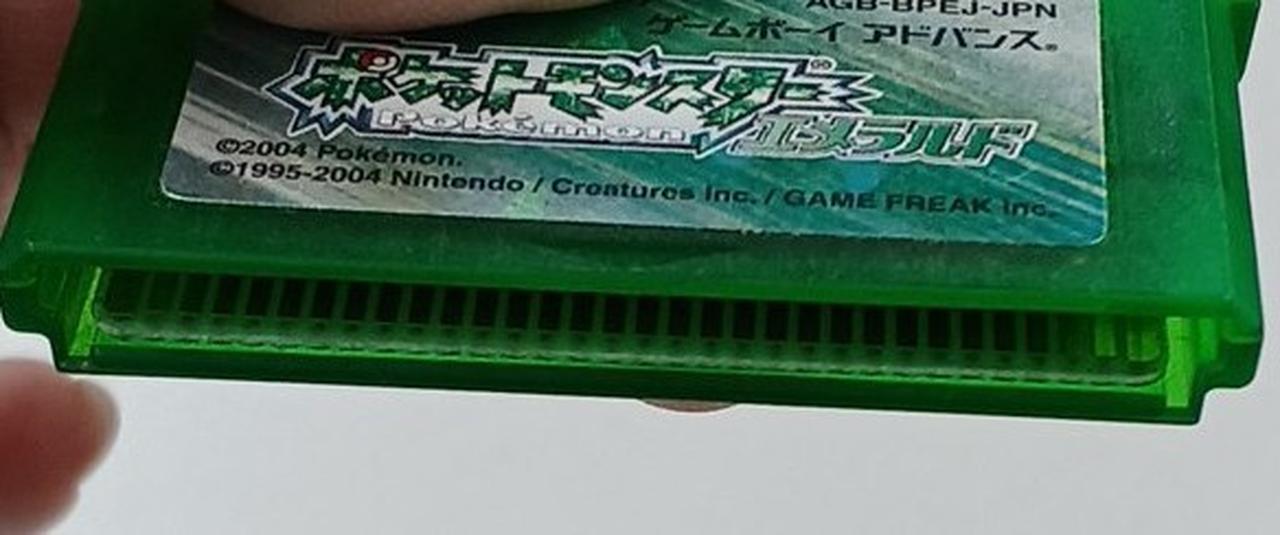 AGB-BPEJ-JPN
ゲームボーイ アドバンス®
ポケットモンスター®
Pokémon エメラルド
©2004 Pokémon.
©1995-2004 Nintendo / Creatures Inc. / GAME FREAK Inc.